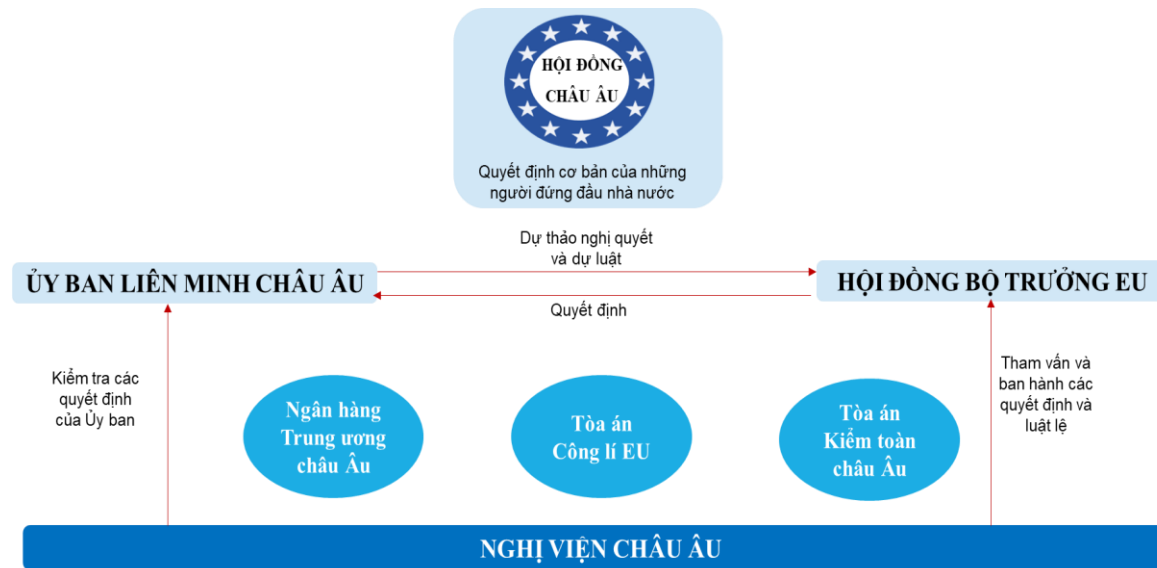 HỘI ĐỒNG
CHÂU ÂU
Quyết định cơ bản của những
người đứng đầu nhà nước
Dự thảo nghị quyết
và dự luật
ỦY BAN LIÊN MINH CHÂU ÂU
HỘI ĐỒNG BỘ TRƯỞNG EU
Quyết định
Kiểm tra các
quyết định
của Ủy ban
Tham vấn và
ban hành các
quyết định và
luật lệ
Ngân hàng
Trung ương
châu Âu
Tòa án
Công lí EU
Tòa án
Kiểm toán
châu Âu
NGHỊ VIỆN CHÂU ÂU